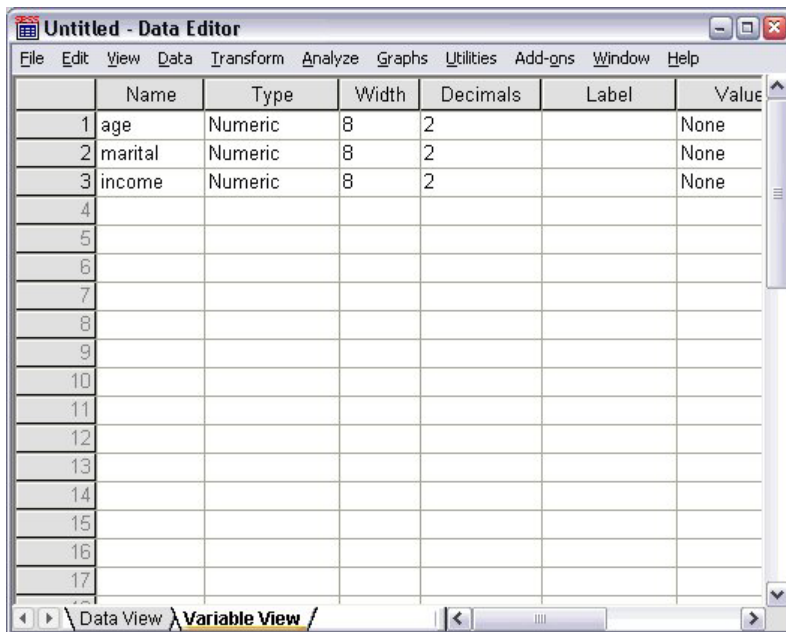 Untitled - Data Editor
File Edit View Data Transform Analyze Graphs Utilities Add-ons Window Help
Name Type Width Decimals Label Value
1 age Numeric 8 2 None
2 marital Numeric 8 2 None
3 income Numeric 8 2 None
4
5
6
7
8
9
10
11
12
13
14
15
16
17
Data View Variable View